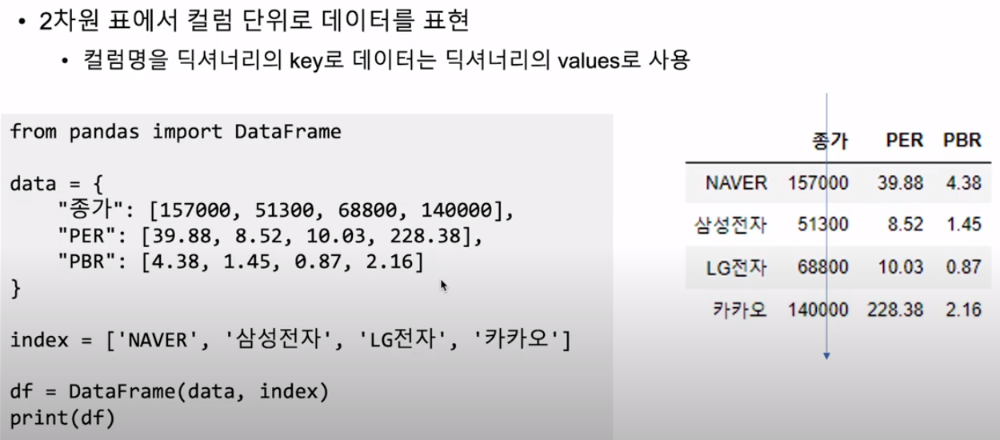 • 2차원 표에서 컬럼 단위로 데이터를 표현
• 컬럼명을 딕셔너리의 key로 데이터는 딕셔너리의 values로 사용
from pandas import DataFrame
data = {
"종가": [157000, 51300, 68800, 140000],
"PER": [39.88, 8.52, 10.03, 228.38],
"PBR": [4.38, 1.45, 0.87, 2.16]
}
index = ['NAVER', '삼성전자', 'LG전자', '카카오']
df = DataFrame(data, index)
print(df)
종가 PER PBR
NAVER 157000 39.88 4.38
삼성전자 51300 8.52 1.45
LG전자 68800 10.03 0.87
카카오 140000 228.38 2.16